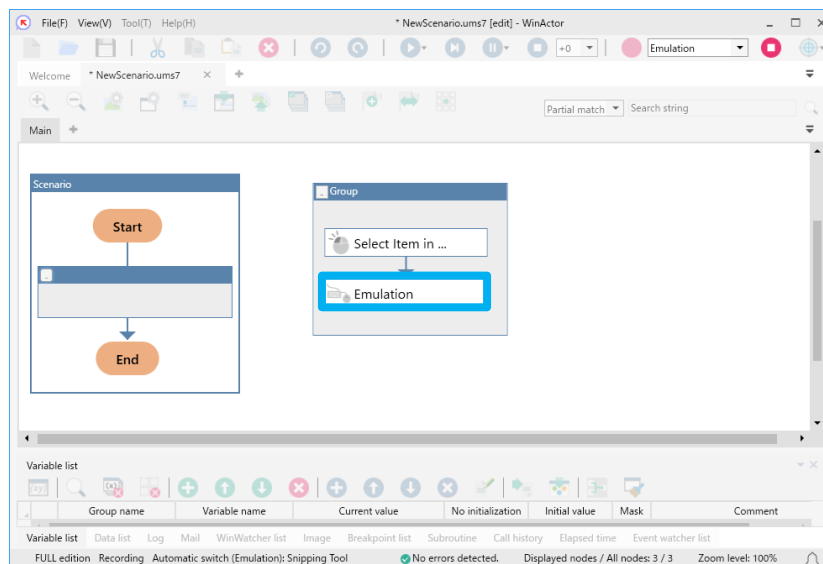 File(F) View(V) Tool(T) Help(H) * NewScenario.ums7 [edit] - WinActor
+0 Emulation
Welcome * NewScenario.ums7
Partial match Search string
Main
Scenario
Group
Start
Select Item in ...
Emulation
End
Variable list
Group name Variable name Current value No initialization Initial value Mask Comment
Variable list Data list Log Mail WinWatcher list Image Breakpoint list Subroutine Call history Elapsed time Event watcher list
FULL edition Recording Automatic switch (Emulation): Snipping Tool No errors detected. Displayed nodes / All nodes: 3 / 3 Zoom level: 100%